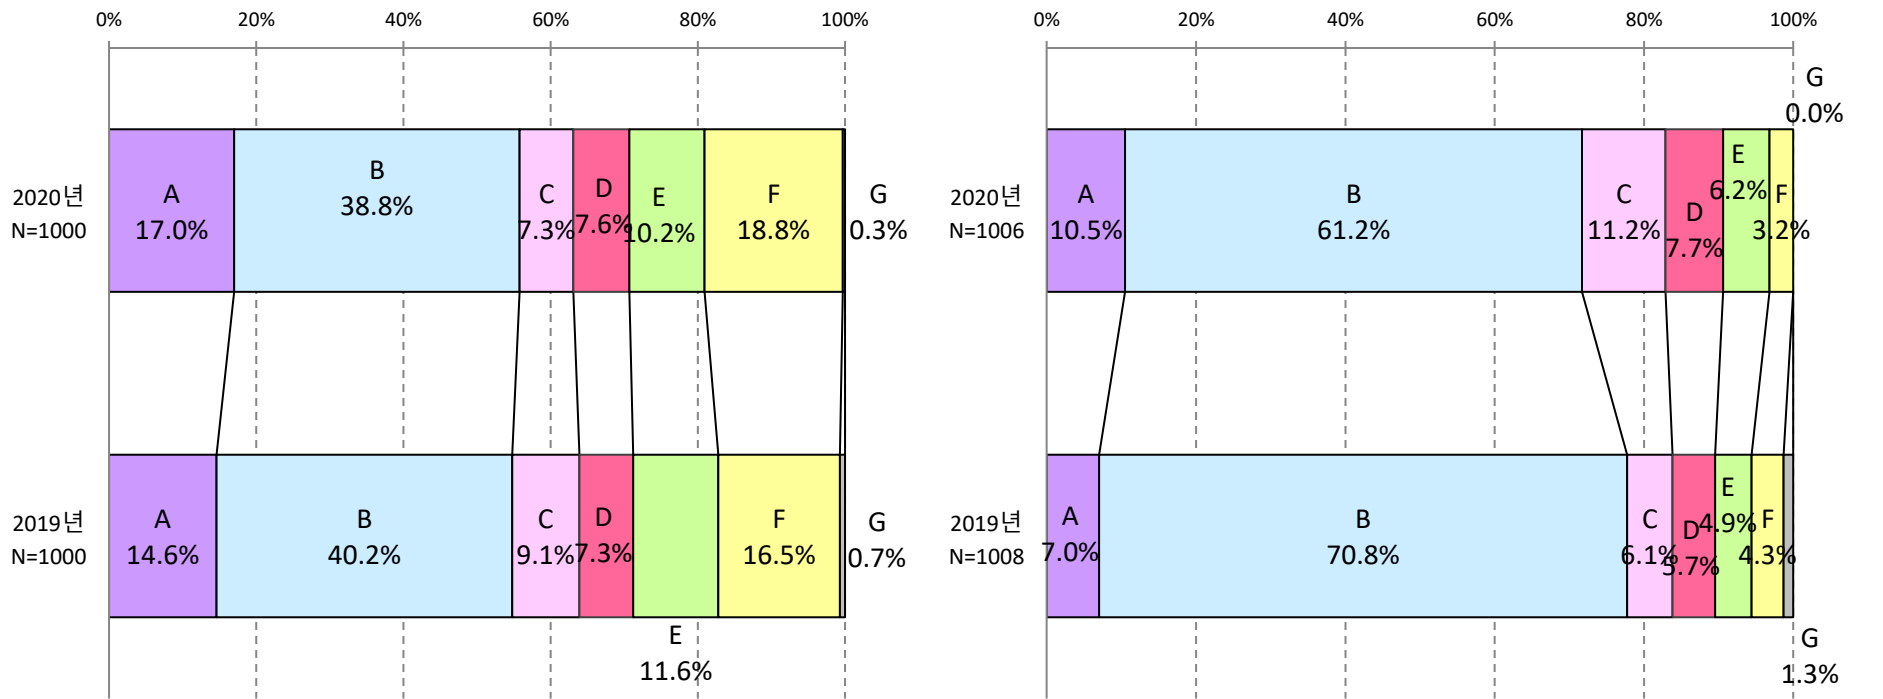 0% 20% 40% 60% 80% 100%
2020년
N=1000
A
17.0%
B
38.8%
C
7.3%
D
7.6%
E
10.2%
F
18.8%
G
0.3%
2019년
N=1000
A
14.6%
B
40.2%
C
9.1%
D
7.3%
E
11.6%
F
16.5%
G
0.7%
0% 20% 40% 60% 80% 100%
2020년
N=1006
A
10.5%
B
61.2%
C
11.2%
D
7.7%
E
6.2%
F
3.2%
G
0.0%
2019년
N=1008
A
7.0%
B
70.8%
C
6.1%
D
5.7%
E
4.9%
F
4.3%
G
1.3%